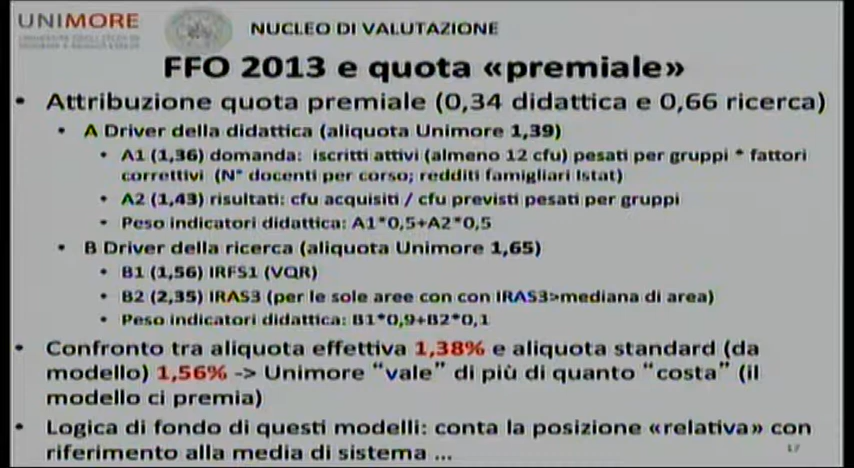 UNIMORE
NUCLEO DI VALUTAZIONE
FFO 2013 e quota «premiale»
• Attribuzione quota premiale (0,34 didattica e 0,66 ricerca)
• A Driver della didattica (aliquota Unimore 1,39)
• A1 (1,36) domanda: iscritti attivi (almeno 12 cfu) pesati per gruppi * fattori
correttivi (N° docenti per corso; redditi famigliari Istat)
• A2 (1,43) risultati: cfu acquisiti / cfu previsti pesati per gruppi
• Peso indicatori didattica: A1*0,5+A2*0,5
• B Driver della ricerca (aliquota Unimore 1,65)
• B1 (1,56) IRFS1 (VQR)
• B2 (2,35) IRAS3 (per le sole aree con con IRAS3>mediana di area)
• Peso indicatori didattica: B1*0,9+B2*0,1
• Confronto tra aliquota effettiva 1,38% e aliquota standard (da
modello) 1,56% -> Unimore “vale” di più di quanto “costa” (il
modello ci premia)
• Logica di fondo di questi modelli: conta la posizione «relativa» con
riferimento alla media di sistema ...
17